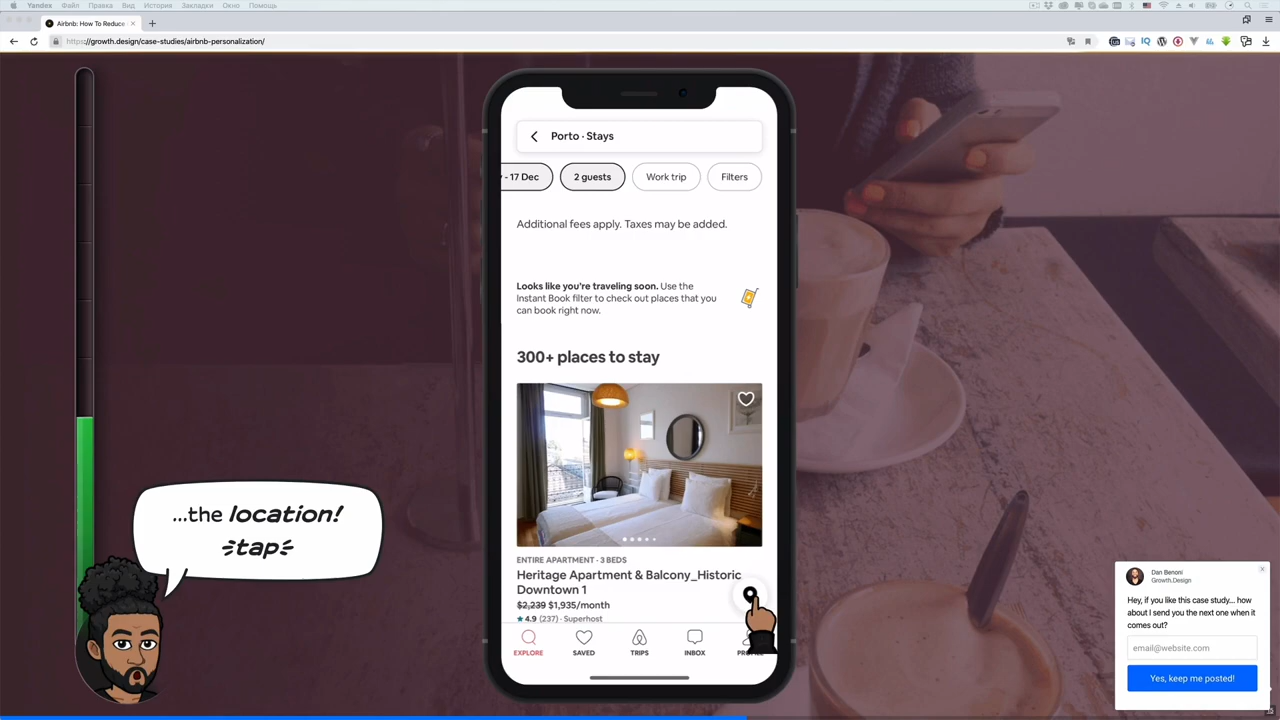 Yandex Файл Правка Вид История Закладки Окно Помощь
Airbnb: How To Reduce
https://growth.design/case-studies/airbnb-personalization/
Porto · Stays
- 17 Dec 2 guests Work trip Filters
Additional fees apply. Taxes may be added.
Looks like you're traveling soon. Use the
Instant Book filter to check out places that you
can book right now.
300+ places to stay
ENTIRE APARTMENT · 3 BEDS
Heritage Apartment & Balcony_Historic
Downtown 1
$2,239 $1,935/month
★ 4.9 (237) · Superhost
EXPLORE SAVED TRIPS INBOX
...the location!
tap
Dan Benoni
Growth.Design
Hey, if you like this case study... how
about I send you the next one when it
comes out?
email@website.com
Yes, keep me posted!